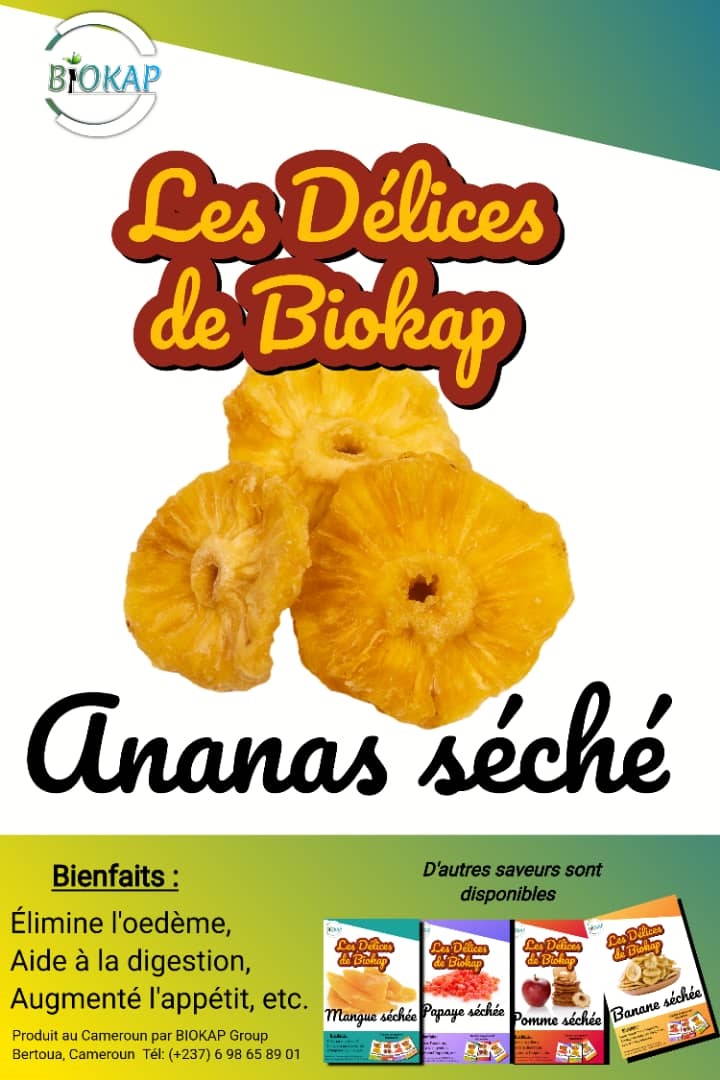 BIOKAP
Les Délices
de Biokap
Ananas séché
Bienfaits :
Élimine l'oedème,
Aide à la digestion,
Augmenté l'appétit, etc.
Produit au Cameroun par BIOKAP Group
Bertoua, Cameroun Tél: (+237) 6 98 65 89 01
D'autres saveurs sont
disponibles
Les Délices
de Biokap
Mangue séchée
Les Délices
de Biokap
Papaye séchée
Les Délices
de Biokap
Pomme séchée
Les Délices
de Biokap
Banane séchée